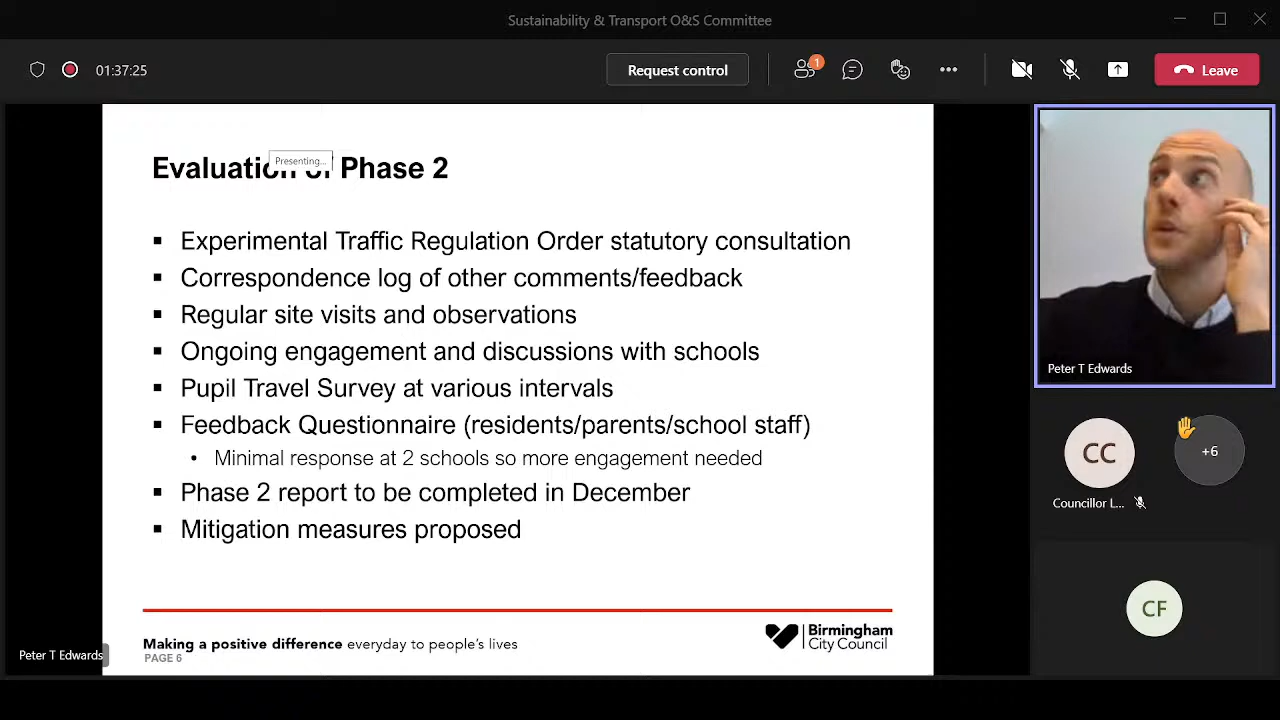 Sustainability & Transport O&S Committee
01:37:25
Request control
1
Leave
Presenting...
Evaluation of Phase 2
Experimental Traffic Regulation Order statutory consultation
Correspondence log of other comments/feedback
Regular site visits and observations
Ongoing engagement and discussions with schools
Pupil Travel Survey at various intervals
Feedback Questionnaire (residents/parents/school staff)
Minimal response at 2 schools so more engagement needed
Phase 2 report to be completed in December
Mitigation measures proposed
Making a positive difference everyday to people's lives
PAGE 6
Birmingham
City Council
Peter T Edwards
Peter T Edwards
CC
+6
Councillor L...
CF